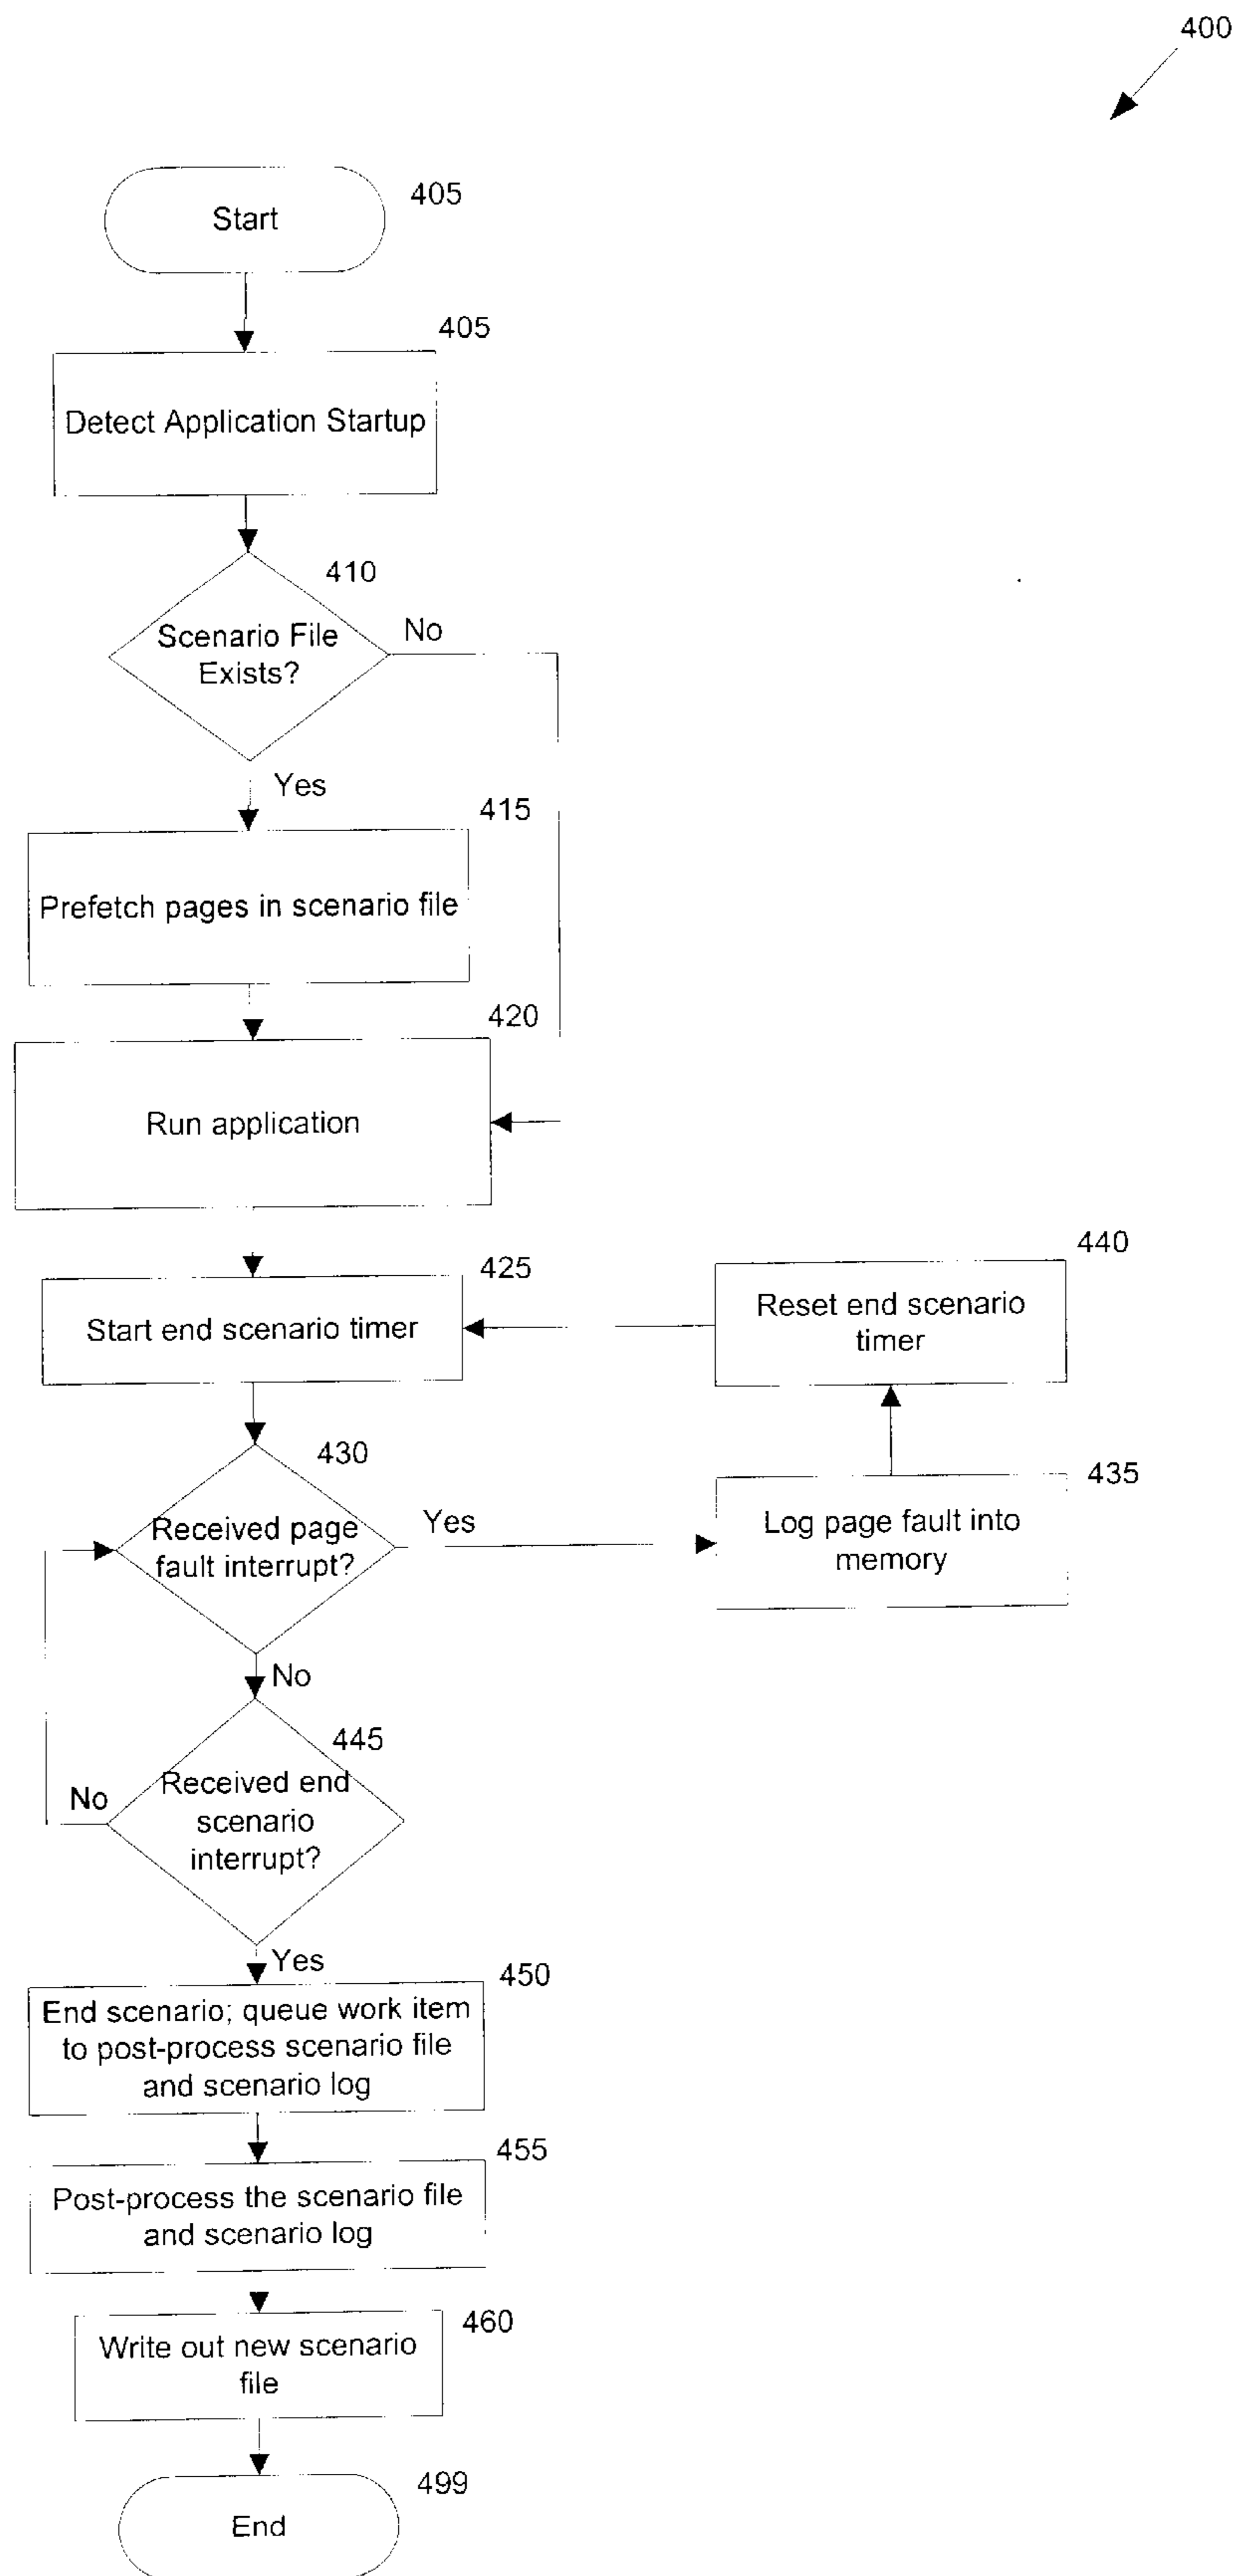 400
Start
405
405
Detect Application Startup
410
Scenario File
Exists?
No
Yes
415
Prefetch pages in scenario file
420
Run application
425
Start end scenario timer
440
Reset end scenario
timer
430
Received page
fault interrupt?
Yes
435
Log page fault into
memory
No
445
Received end
scenario
interrupt?
No
Yes
450
End scenario; queue work item
to post-process scenario file
and scenario log
455
Post-process the scenario file
and scenario log
460
Write out new scenario
file
499
End